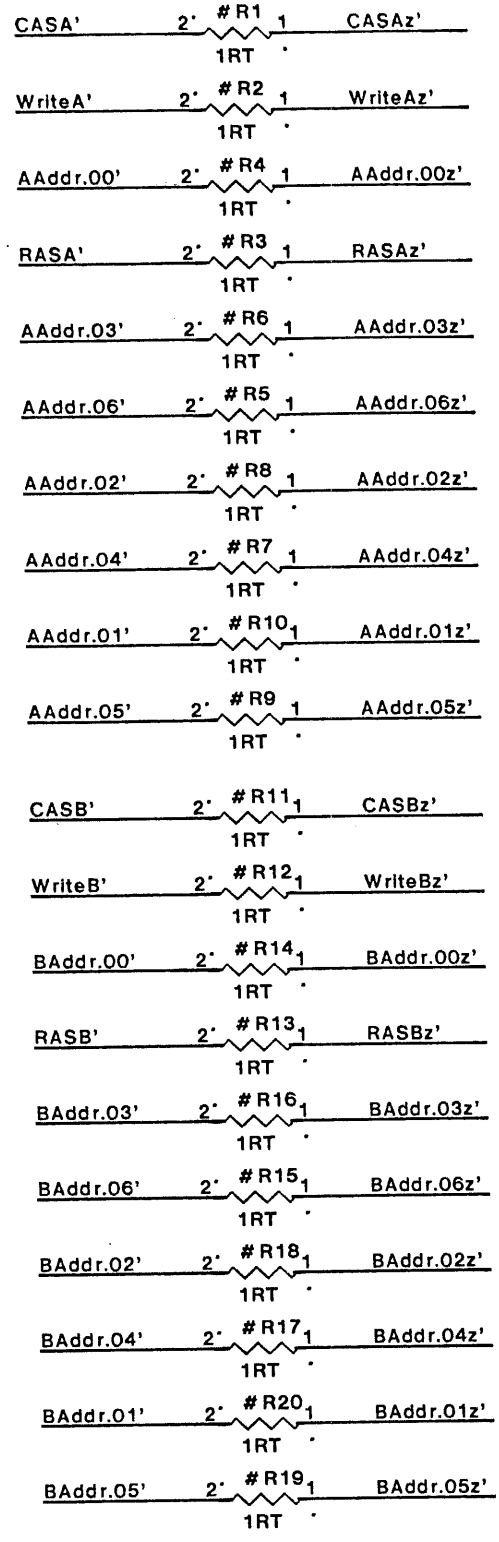 CASA' 2 #R1 1 CASAz'
1RT
WriteA' 2 #R2 1 WriteAz'
1RT
AAddr.00' 2 #R4 1 AAddr.00z'
1RT
RASA' 2 #R3 1 RASAz'
1RT
AAddr.03' 2 #R6 1 AAddr.03z'
1RT
AAddr.06' 2 #R5 1 AAddr.06z'
1RT
AAddr.02' 2 #R8 1 AAddr.02z'
1RT
AAddr.04' 2 #R7 1 AAddr.04z'
1RT
AAddr.01' 2 #R10 1 AAddr.01z'
1RT
AAddr.05' 2 #R9 1 AAddr.05z'
1RT
CASB' 2 #R11 1 CASBz'
1RT
WriteB' 2 #R12 1 WriteBz'
1RT
BAddr.00' 2 #R14 1 BAddr.00z'
1RT
RASB' 2 #R13 1 RASBz'
1RT
BAddr.03' 2 #R16 1 BAddr.03z'
1RT
BAddr.06' 2 #R15 1 BAddr.06z'
1RT
BAddr.02' 2 #R18 1 BAddr.02z'
1RT
BAddr.04' 2 #R17 1 BAddr.04z'
1RT
BAddr.01' 2 #R20 1 BAddr.01z'
1RT
BAddr.05' 2 #R19 1 BAddr.05z'
1RT